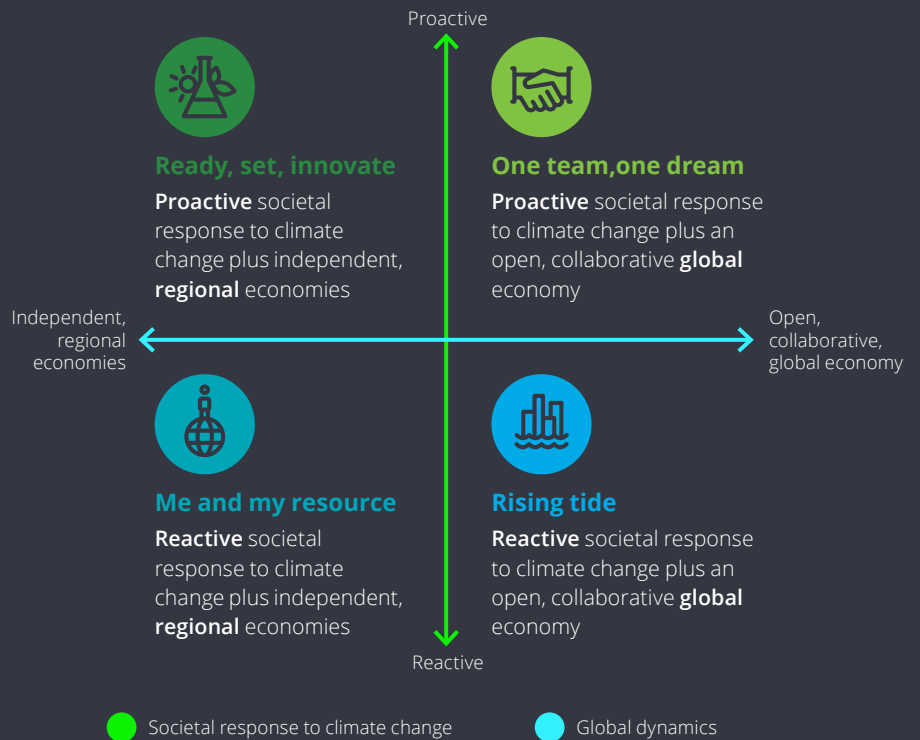 Proactive
Ready, set, innovate
Proactive societal
response to climate
change plus independent,
regional economies
One team,one dream
Proactive societal response
to climate change plus an
open, collaborative global
economy
Independent,
regional
economies
Open,
collaborative,
global economy
Me and my resource
Reactive societal
response to climate
change plus independent,
regional economies
Rising tide
Reactive societal response
to climate change plus an
open, collaborative global
economy
Reactive
Societal response to climate change
Global dynamics